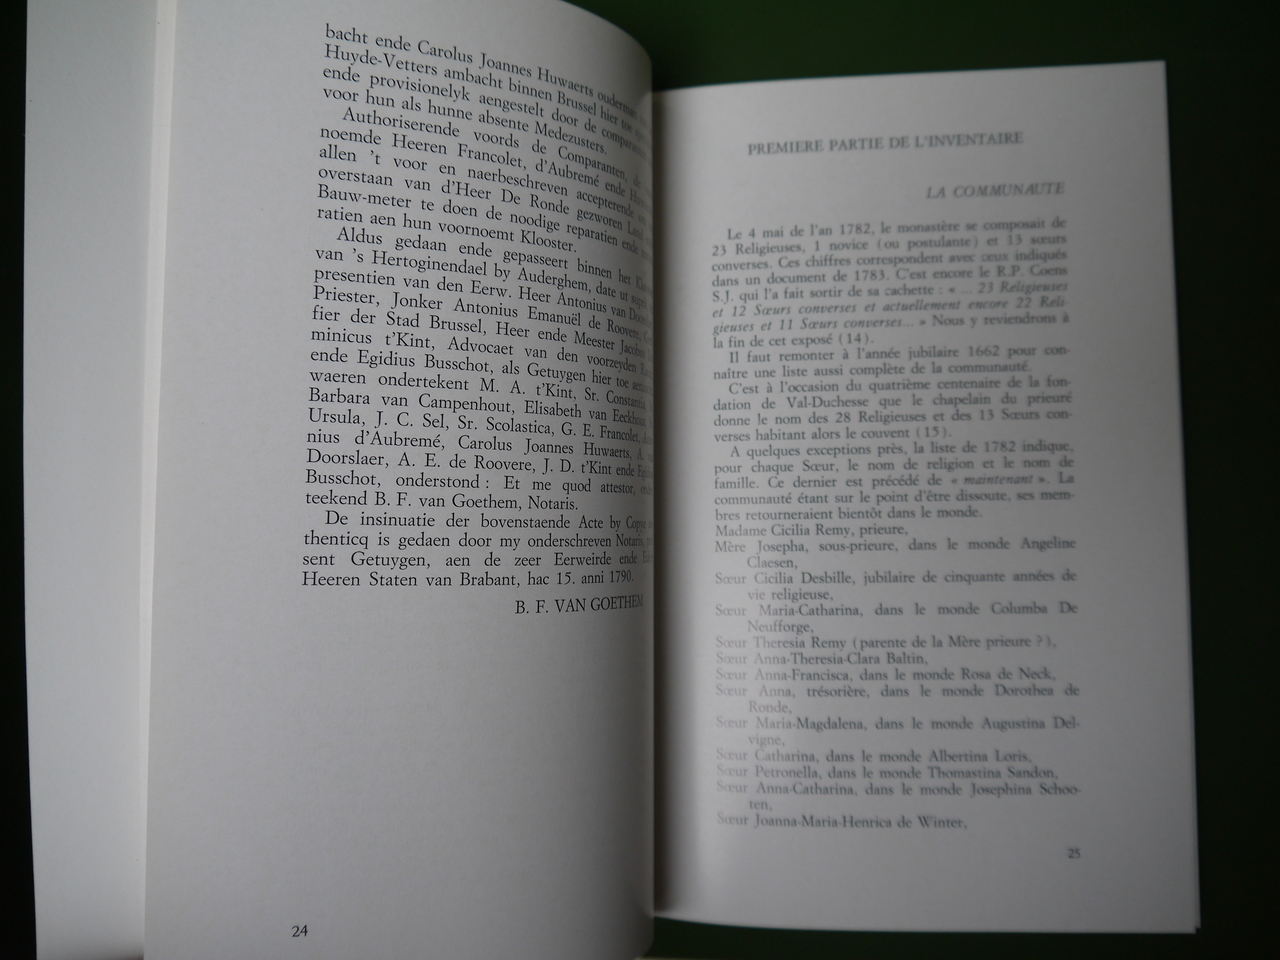 bacht ende Carolus Joannes Huwaerts ouderman
Huyde-Vetters ambacht binnen Brussel hier toe
ende provisionelyk aengestelt door de comparanten
voor hun als hunne absente Medezusters.
Authoriserende voords de Comparanten, de
noemde Heeren Francolet, d'Aubremé ende
allen 't voor en naerbeschreven accepterende
overstaan van d'Heer De Ronde gezworen Land
Bauw-meter te doen de noodige reparatien ende
ratien aen hun voornoemt Klooster.
Aldus gedaan ende gepasseert binnen het
van 's Hertoginnendael by Auderghem, date ut
presentien van den Eerw. Heer Antonius van
Priester, Jonker Antonius Emanuël de Roovere,
fier der Stad Brussel, Heer ende Meester Jacobus
minicus t'Kint, Advocaet van den voorzeyden
ende Egidius Busschot, als Getuygen hier toe
waeren ondertekent M. A. t'Kint, Sr. Constantia,
Barbara van Campenhout, Elisabeth van Eeckhout,
Ursula, J. C. Sel, Sr. Scolastica, G. E. Francolet,
nius d'Aubremé, Carolus Joannes Huwaerts, A.
Doorslaer, A. E. de Roovere, J. D. t'Kint ende
Busschot, onderstond : Et me quod attestor,
teekend B. F. van Goethem, Notaris.
De insinuatie der bovenstaende Acte by
thenticq is gedaen door my onderschreven Notaris,
sent Getuygen, aen de zeer Eerweirde ende
Heeren Staten van Brabant, hac 15. anni 1790.
B. F. VAN GOETHEM
24
PREMIERE PARTIE DE L'INVENTAIRE
LA COMMUNAUTE
Le 4 mai de l'an 1782, le monastère se composait de
23 Religieuses, 1 novice (ou postulante) et 13 sœurs
converses. Ces chiffres correspondent avec ceux indiqués
dans un document de 1783. C'est encore le R.P. Coens
S.J. qui l'a fait sortir de sa cachette : « ... 23 Religieuses
et 12 Sœurs converses et actuellement encore 22 Reli
gieuses et 11 Sœurs converses... » Nous y reviendrons à
la fin de cet exposé (14).
Il faut remonter à l'année jubilaire 1662 pour con-
naître une liste aussi complète de la communauté.
C'est à l'occasion du quatrième centenaire de la fon-
dation de Val-Duchesse que le chapelain du prieuré
donne le nom des 28 Religieuses et des 13 Sœurs con-
verses habitant alors le couvent (15).
A quelques exceptions près, la liste de 1782 indique,
pour chaque Sœur, le nom de religion et le nom de
famille. Ce dernier est précédé de « maintenant ». La
communauté étant sur le point d'être dissoute, ses mem-
bres retourneraient bientôt dans le monde.
Madame Cicilia Remy, prieure,
Mère Josepha, sous-prieure, dans le monde Angeline
Claesen,
Sœur Cicilia Desbille, jubilaire de cinquante années de
vie religieuse,
Sœur Maria-Catharina, dans le monde Columba De
Neufforge,
Sœur Theresia Remy (parente de la Mère prieure ?),
Sœur Anna-Theresia-Clara Baltin,
Sœur Anna-Francisca, dans le monde Rosa de Neck,
Sœur Anna, trésorière, dans le monde Dorothea de
Ronde,
Sœur Maria-Magdalena, dans le monde Augustina Del-
vigne,
Sœur Catharina, dans le monde Albertina Loris,
Sœur Petronella, dans le monde Thomastina Sandon,
Sœur Anna-Catharina, dans le monde Josephina Schoo-
ten,
Sœur Joanna-Maria-Henrica de Winter,
25